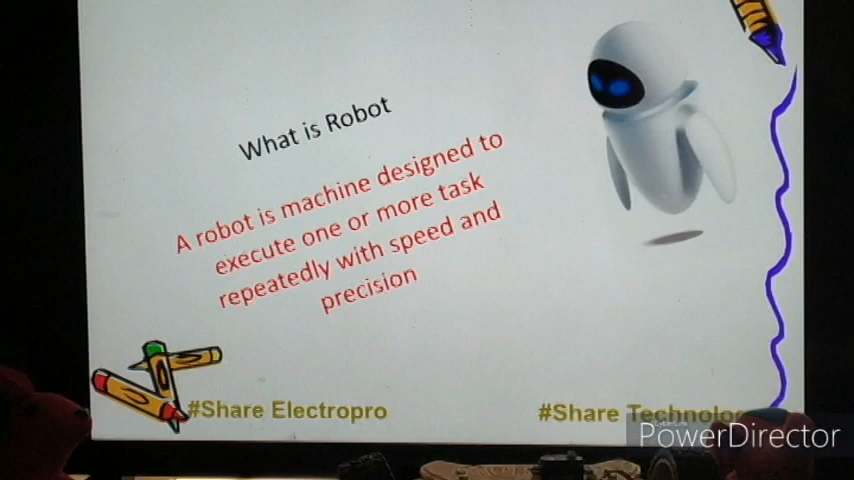 What is Robot
A robot is machine designed to
execute one or more task
repeatedly with speed and
precision
#Share Electropro
#Share
PowerDirector